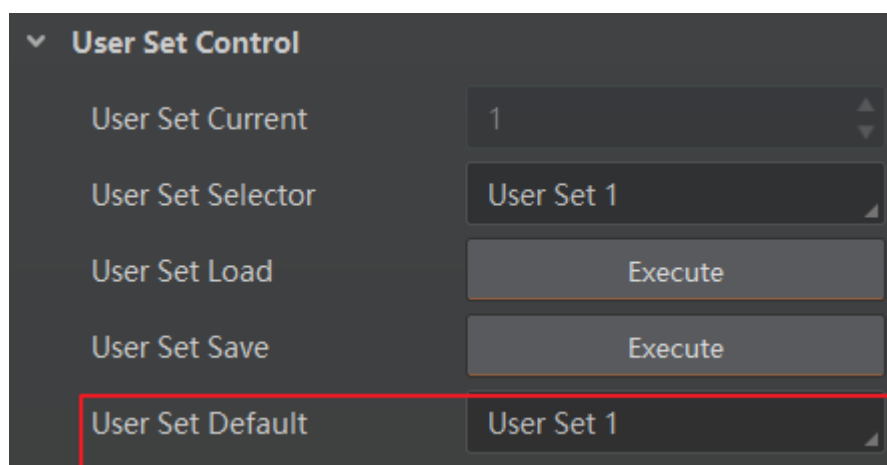 User Set Control
User Set Current 1
User Set Selector User Set 1
User Set Load Execute
User Set Save Execute
User Set Default User Set 1